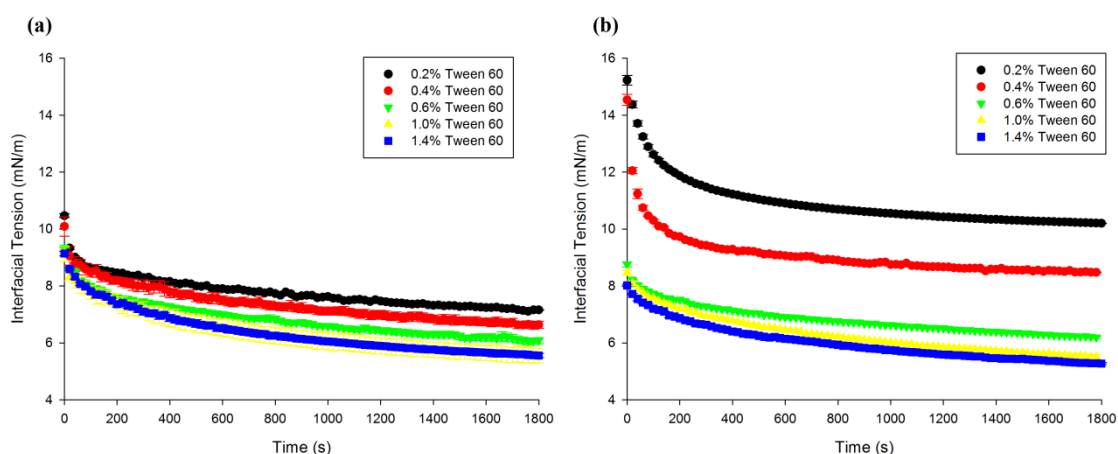 (a)
16
14
12
10
8
6
4
Interfacial Tension (mN/m)
0.2% Tween 60
0.4% Tween 60
0.6% Tween 60
1.0% Tween 60
1.4% Tween 60
0 200 400 600 800 1000 1200 1400 1600 1800
Time (s)
(b)
16
14
12
10
8
6
4
Interfacial Tension (mN/m)
0.2% Tween 60
0.4% Tween 60
0.6% Tween 60
1.0% Tween 60
1.4% Tween 60
0 200 400 600 800 1000 1200 1400 1600 1800
Time (s)